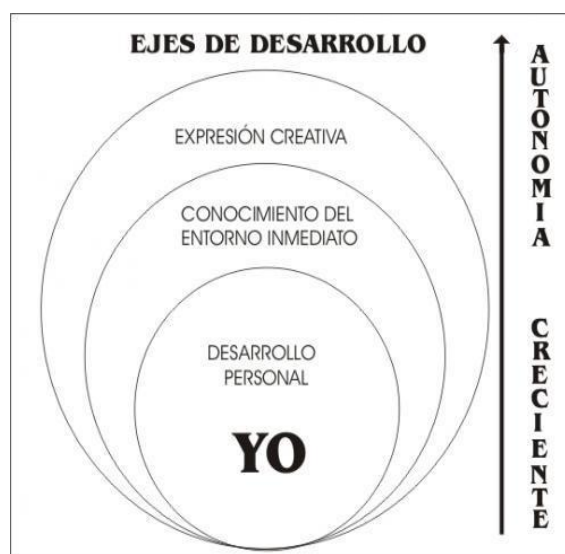 EJES DE DESARROLLO
EXPRESIÓN CREATIVA
CONOCIMIENTO DEL
ENTORNO INMEDIATO
DESARROLLO
PERSONAL
YO
AUTONOMIA
CRECIENTE